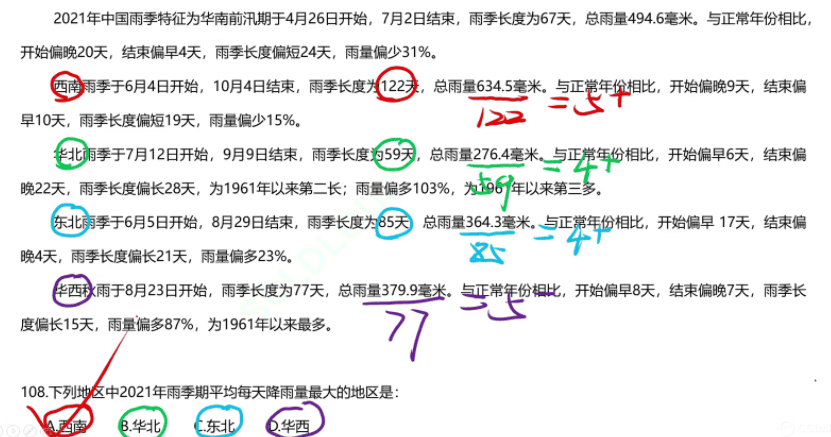 2021年中国雨季特征为华南前汛期于4月26日开始，7月2日结束，雨季长度为67天，总雨量494.6毫米。与正常年份相比，
开始偏晚20天，结束偏早4天，雨季长度偏短24天，雨量偏少31%。
西南雨季于6月4日开始，10月4日结束，雨季长度为122天，总雨量634.5毫米。与正常年份相比，开始偏晚9天，结束偏
122 = 5+
早10天，雨季长度偏短19天，雨量偏少15%。
华北雨季于7月12日开始，9月9日结束，雨季长度为59天，总雨量276.4毫米。与正常年份相比，开始偏早6天，结束偏
59 = 4+
晚22天，雨季长度偏长28天，为1961年以来第二长；雨量偏多103%，为1961年以来第三多。
东北雨季于6月5日开始，8月29日结束，雨季长度为85天，总雨量364.3毫米。与正常年份相比，开始偏早 17天，结束偏
85 = 4+
晚4天，雨季长度偏长21天，雨量偏多23%。
华西秋雨于8月23日开始，雨季长度为77天，总雨量379.9毫米。与正常年份相比，开始偏早8天，结束偏晚7天，雨季长
77 = 5-
度偏长15天，雨量偏多87%，为1961年以来最多。
108.下列地区中2021年雨季期平均每天降雨量最大的地区是：
A.西南 B.华北 C.东北 D.华西